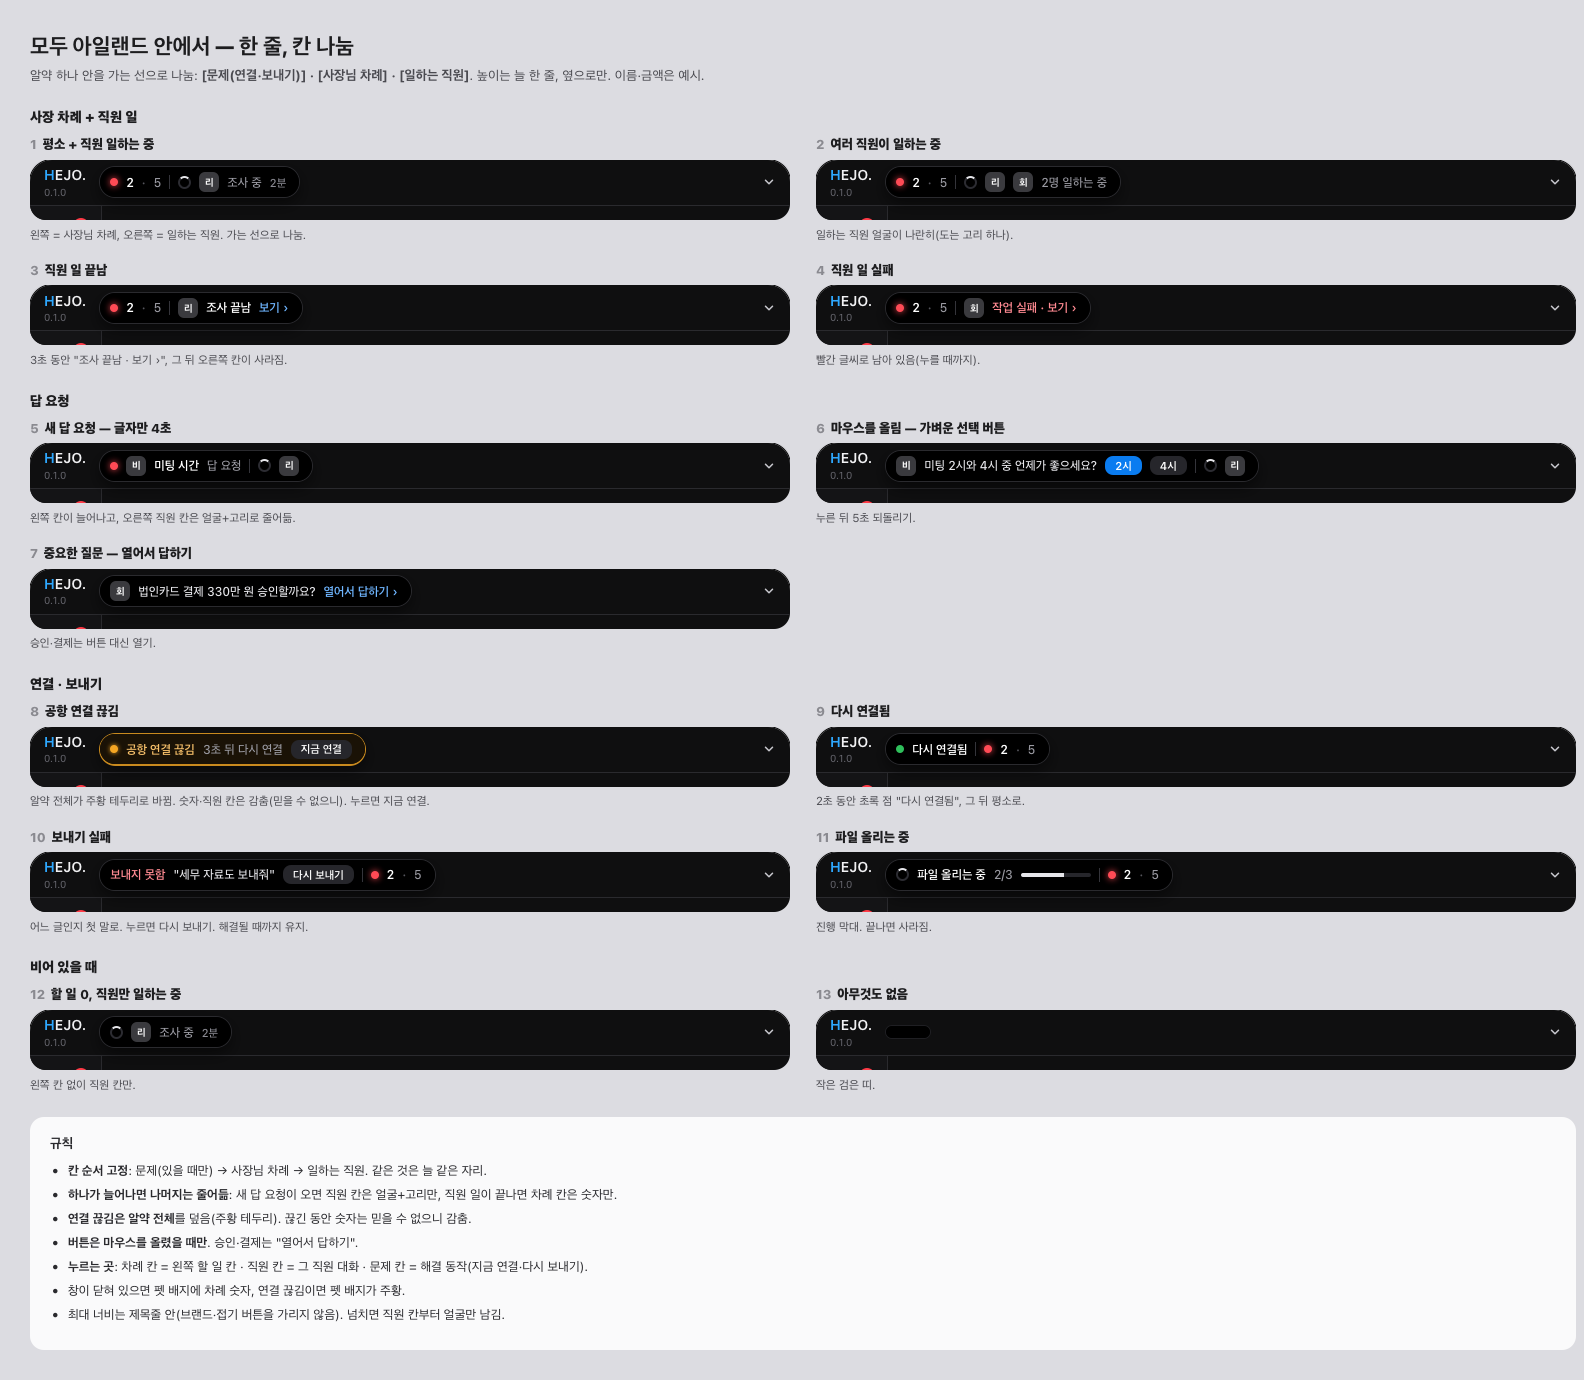 모두 아일랜드 안에서 — 한 줄, 칸 나눔
알약 하나 안을 가는 선으로 나눔: [문제(연결·보내기)] · [사장님 차례] · [일하는 직원]. 높이는 늘 한 줄, 옆으로만. 이름·금액은 예시.
사장 차례 + 직원 일
1 평소 + 직원 일하는 중
HEJO. 2 · 5 리 조사 중 2분
0.1.0
왼쪽 = 사장님 차례, 오른쪽 = 일하는 직원. 가는 선으로 나눔.
2 여러 직원이 일하는 중
HEJO. 2 · 5 리 회 2명 일하는 중
0.1.0
일하는 직원 얼굴이 나란히(도는 고리 하나).
3 직원 일 끝남
HEJO. 2 · 5 리 조사 끝남 보기 ›
0.1.0
3초 동안 "조사 끝남 · 보기 ›", 그 뒤 오른쪽 칸이 사라짐.
4 직원 일 실패
HEJO. 2 · 5 회 작업 실패 · 보기 ›
0.1.0
빨간 글씨로 남아 있음(누를 때까지).
답 요청
5 새 답 요청 — 글자만 4초
HEJO. 비 미팅 시간 답 요청 리
0.1.0
왼쪽 칸이 늘어나고, 오른쪽 직원 칸은 얼굴+고리로 줄어듦.
6 마우스를 올림 — 가벼운 선택 버튼
HEJO. 비 미팅 2시와 4시 중 언제가 좋으세요? 2시 4시 리
0.1.0
누른 뒤 5초 되돌리기.
7 중요한 질문 — 열어서 답하기
HEJO. 회 법인카드 결제 330만 원 승인할까요? 열어서 답하기 ›
0.1.0
승인·결제는 버튼 대신 열기.
연결 · 보내기
8 공항 연결 끊김
HEJO. 공항 연결 끊김 3초 뒤 다시 연결 지금 연결
0.1.0
알약 전체가 주황 테두리로 바뀜. 숫자·직원 칸은 감춤(믿을 수 없으니). 누르면 지금 연결.
9 다시 연결됨
HEJO. 다시 연결됨 2 · 5
0.1.0
2초 동안 초록 점 "다시 연결됨", 그 뒤 평소로.
10 보내기 실패
HEJO. 보내지 못함 "세무 자료도 보내줘" 다시 보내기 2 · 5
0.1.0
어느 글인지 첫 말로. 누르면 다시 보내기. 해결될 때까지 유지.
11 파일 올리는 중
HEJO. 파일 올리는 중 2/3 2 · 5
0.1.0
진행 막대. 끝나면 사라짐.
비어 있을 때
12 할 일 0, 직원만 일하는 중
HEJO. 리 조사 중 2분
0.1.0
왼쪽 칸 없이 직원 칸만.
13 아무것도 없음
HEJO.
0.1.0
작은 검은 띠.
규칙
• 칸 순서 고정: 문제(있을 때만) → 사장님 차례 → 일하는 직원. 같은 것은 늘 같은 자리.
• 하나가 늘어나면 나머지는 줄어듦: 새 답 요청이 오면 직원 칸은 얼굴+고리만, 직원 일이 끝나면 차례 칸은 숫자만.
• 연결 끊김은 알약 전체를 덮음(주황 테두리). 끊긴 동안 숫자는 믿을 수 없으니 감춤.
• 버튼은 마우스를 올렸을 때만. 승인·결제는 "열어서 답하기".
• 누르는 곳: 차례 칸 = 왼쪽 할 일 칸 · 직원 칸 = 그 직원 대화 · 문제 칸 = 해결 동작(지금 연결·다시 보내기).
• 창이 닫혀 있으면 펫 배지에 차례 숫자, 연결 끊김이면 펫 배지가 주황.
• 최대 너비는 제목줄 안(브랜드·접기 버튼을 가리지 않음). 넘치면 직원 칸부터 얼굴만 남김.